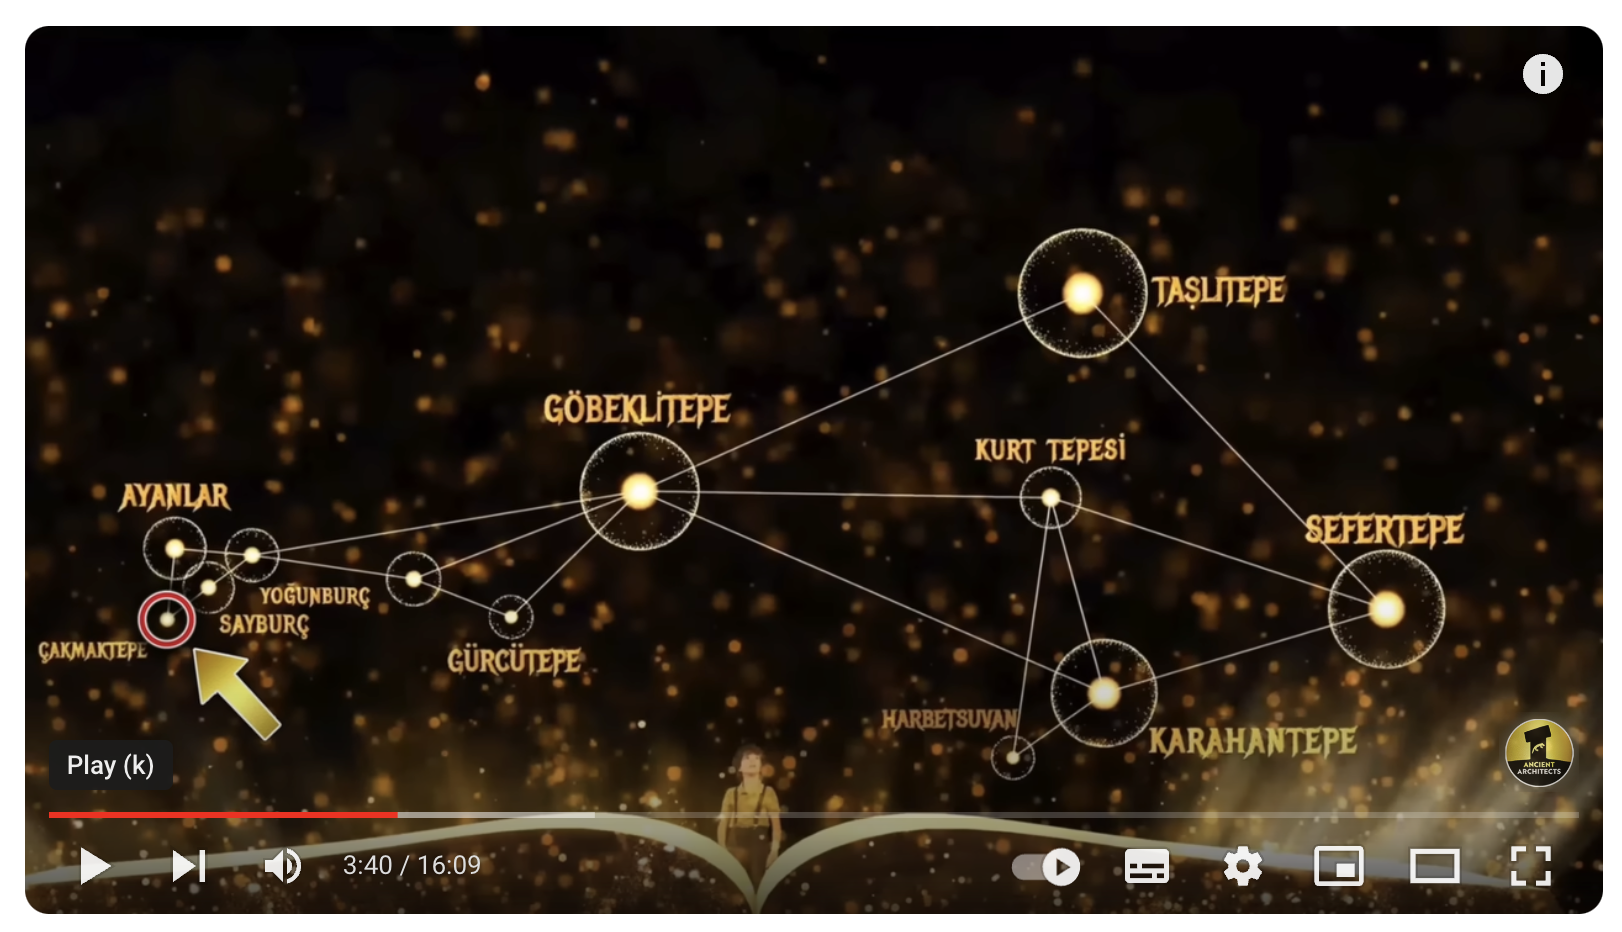 TAŞLITEPE
GÖBEKLİTEPE
KURT TEPESİ
AYANLAR
SEFERTEPE
YOĞUNBURÇ
SAYBURÇ
ÇAKMAKTEPE
GÜRCÜTEPE
HARBETSUVAN
KARAHANTEPE
ANCIENT
ARCHITECTS
Play (k)
3:40 / 16:09